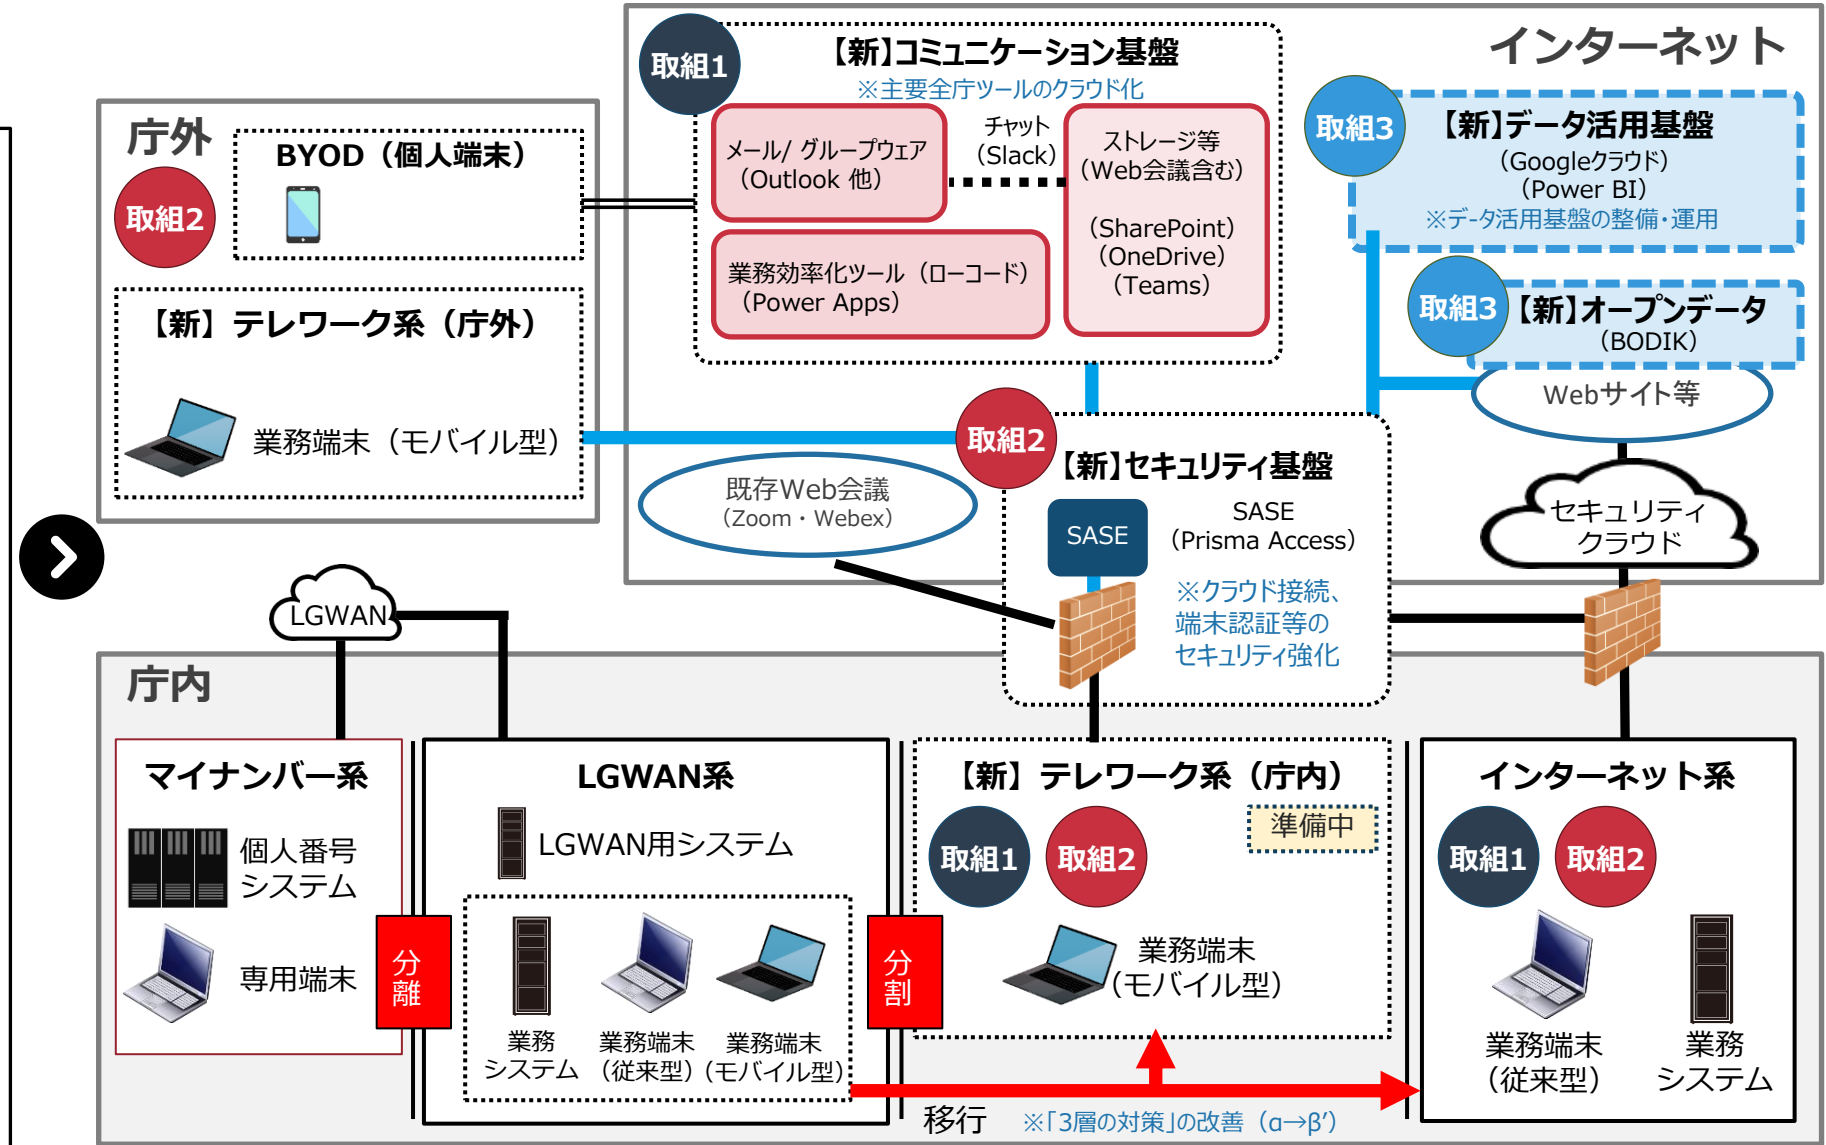 インターネット
取組1
【新】コミュニケーション基盤
※主要全庁ツールのクラウド化
メール/ グループウェア
（Outlook 他）
チャット
（Slack）
ストレージ等
（Web会議含む）
（SharePoint）
（OneDrive）
（Teams）
業務効率化ツール（ローコード）
（Power Apps）
取組3
【新】データ活用基盤
（Googleクラウド）
（Power BI）
※データ活用基盤の整備・運用
取組3
【新】オープンデータ
（BODIK）
Webサイト等
セキュリティ
クラウド
庁外
取組2
BYOD（個人端末）
【新】テレワーク系（庁外）
業務端末（モバイル型）
既存Web会議
（Zoom・Webex）
取組2
【新】セキュリティ基盤
SASE
SASE
（Prisma Access）
※クラウド接続、
端末認証等の
セキュリティ強化
LGWAN
庁内
マイナンバー系
個人番号
システム
専用端末
分離
LGWAN系
LGWAN用システム
業務
システム
業務端末
（従来型）
業務端末
（モバイル型）
分割
【新】テレワーク系（庁内）
取組1
取組2
準備中
業務端末
（モバイル型）
インターネット系
取組1
取組2
業務端末
（従来型）
業務
システム
移行
※「3層の対策」の改善（α→β’）